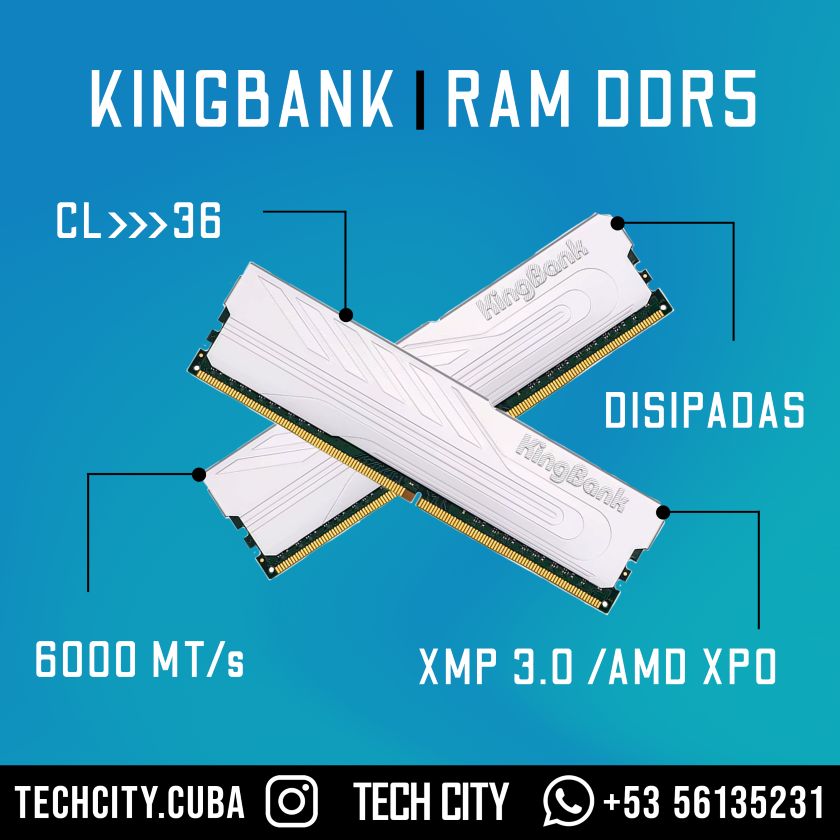 KINGBANK | RAM DDR5
CL>>>36
KingBank
DISIPADAS
KingBank
6000 MT/s
XMP 3.0 /AMD XPO
TECHCITY.CUBA TECH CITY +53 56135231